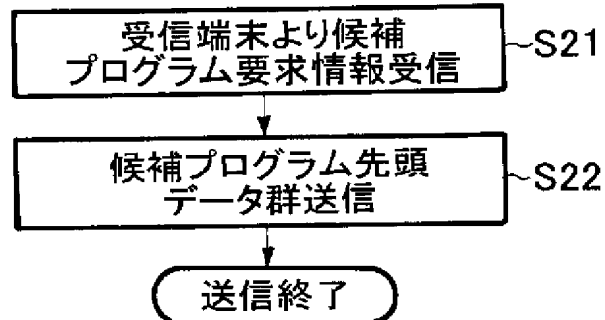 受信端末より候補
プログラム要求情報受信
~S21
候補プログラム先頭
データ群送信
~S22
送信終了